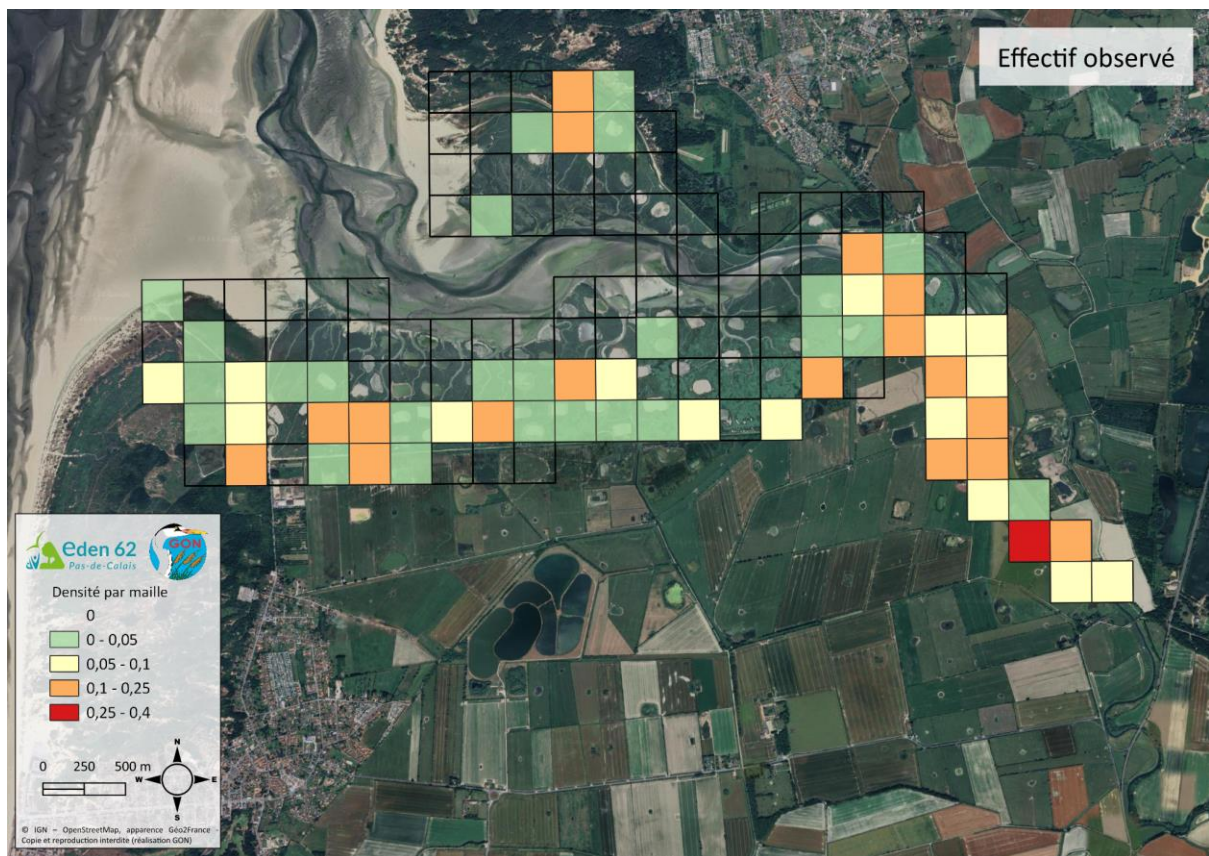 Effectif observé
eden 62
Pas-de-Calais
GON
Densité par maille
0
0 - 0,05
0,05 - 0,1
0,1 - 0,25
0,25 - 0,4
0 250 500 m
N
W E
S
© IGN – OpenStreetMap, apparence Géo2France -
Copie et reproduction interdite (réalisation GON)